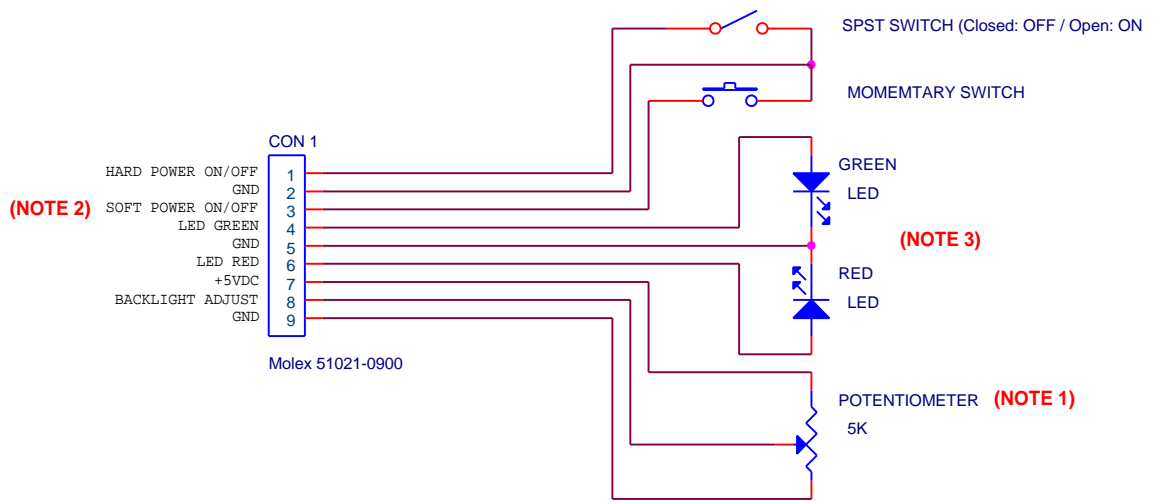 SPST SWITCH (Closed: OFF / Open: ON
MOMEMTARY SWITCH
CON 1
HARD POWER ON/OFF 1
GND 2
(NOTE 2) SOFT POWER ON/OFF 3
LED GREEN 4
GND 5
LED RED 6
+5VDC 7
BACKLIGHT ADJUST 8
GND 9
Molex 51021-0900
GREEN
LED
(NOTE 3)
RED
LED
POTENTIOMETER (NOTE 1)
5K